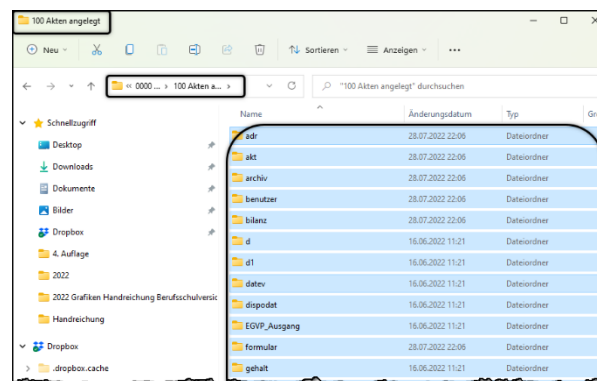 100 Akten angelegt
Neu
Sortieren
Anzeigen
« 0000 ... › 100 Akten a... ›
"100 Akten angelegt" durchsuchen
Name Änderungsdatum Typ Gr
Schnellzugriff
Desktop
Downloads
Dokumente
Bilder
Dropbox
4. Auflage
2022
2022 Grafiken Handreichung Berufsschulversic
Handreichung
Dropbox
.dropbox.cache
adr 28.07.2022 22:06 Dateiordner
akt 28.07.2022 22:06 Dateiordner
archiv 28.07.2022 22:06 Dateiordner
benutzer 28.07.2022 22:06 Dateiordner
bilanz 28.07.2022 22:06 Dateiordner
d 16.06.2022 11:21 Dateiordner
d1 16.06.2022 11:21 Dateiordner
datev 16.06.2022 11:21 Dateiordner
dispodat 16.06.2022 11:21 Dateiordner
EGVP_Ausgang 16.06.2022 11:21 Dateiordner
formular 28.07.2022 22:06 Dateiordner
gehalt 16.06.2022 11:21 Dateiordner